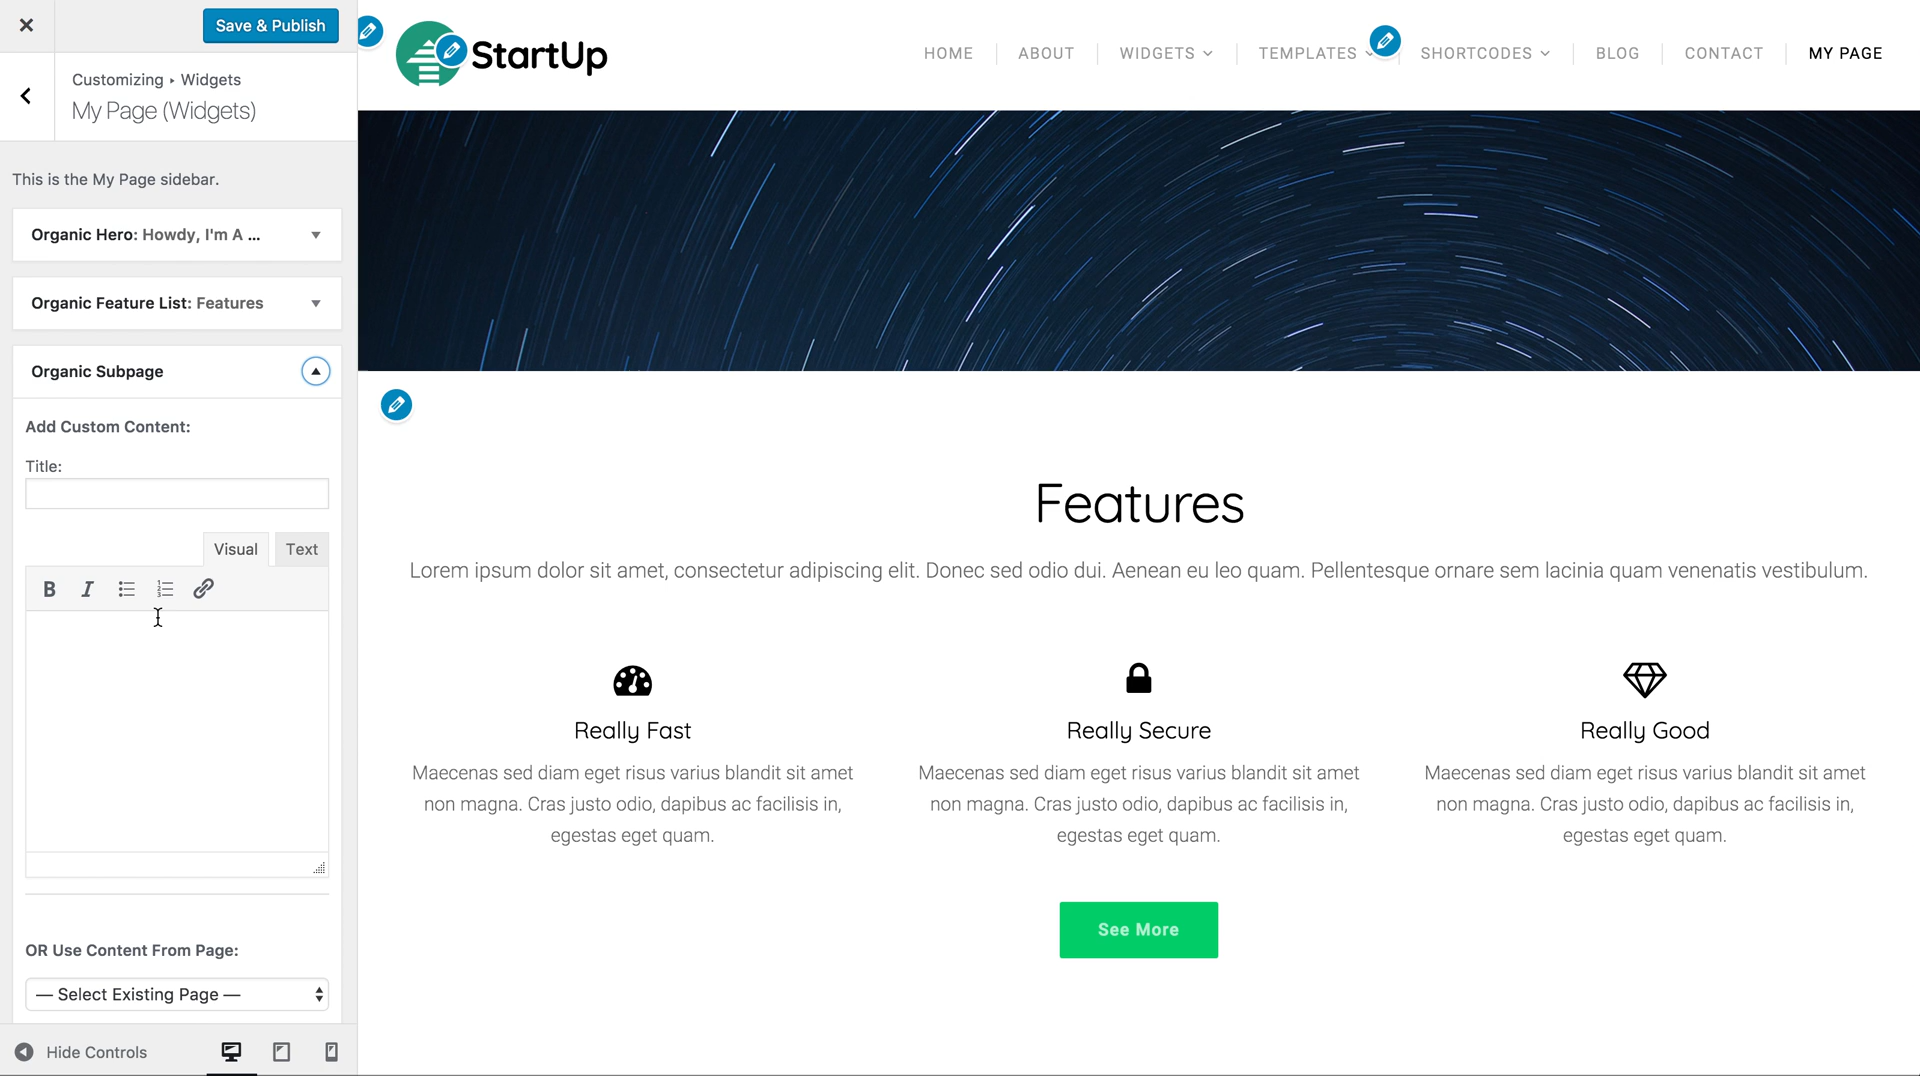 Save & Publish
Customizing ▸ Widgets
My Page (Widgets)
This is the My Page sidebar.
Organic Hero: Howdy, I'm A ...
Organic Feature List: Features
Organic Subpage
Add Custom Content:
Title:
Visual
Text
B
I
OR Use Content From Page:
— Select Existing Page —
Hide Controls
StartUp
HOME
ABOUT
WIDGETS
TEMPLATES
SHORTCODES
BLOG
CONTACT
MY PAGE
Features
Lorem ipsum dolor sit amet, consectetur adipiscing elit. Donec sed odio dui. Aenean eu leo quam. Pellentesque ornare sem lacinia quam venenatis vestibulum.
Really Fast
Maecenas sed diam eget risus varius blandit sit amet
non magna. Cras justo odio, dapibus ac facilisis in,
egestas eget quam.
Really Secure
Maecenas sed diam eget risus varius blandit sit amet
non magna. Cras justo odio, dapibus ac facilisis in,
egestas eget quam.
Really Good
Maecenas sed diam eget risus varius blandit sit amet
non magna. Cras justo odio, dapibus ac facilisis in,
egestas eget quam.
See More